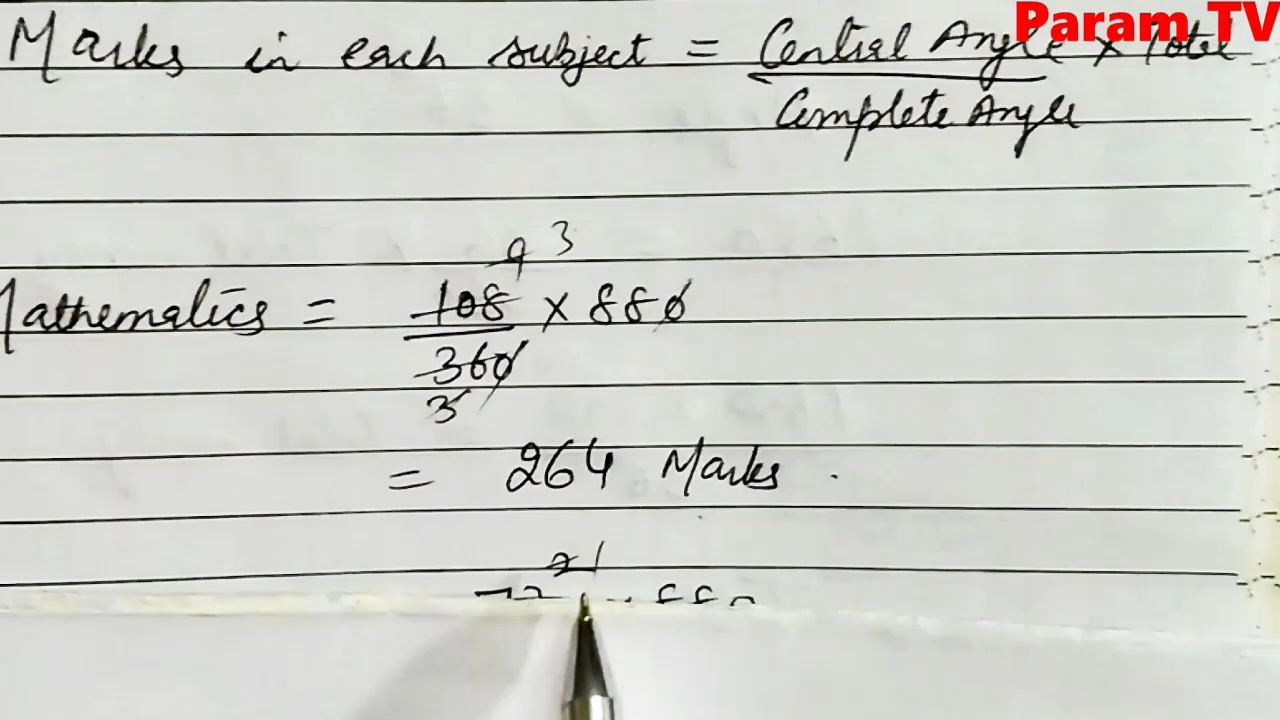 Param TV
Marks in each subject = Central Angle × Total
Complete Angle
9 3
Mathematics = 108 × 880
360
3
= 264 Marks.